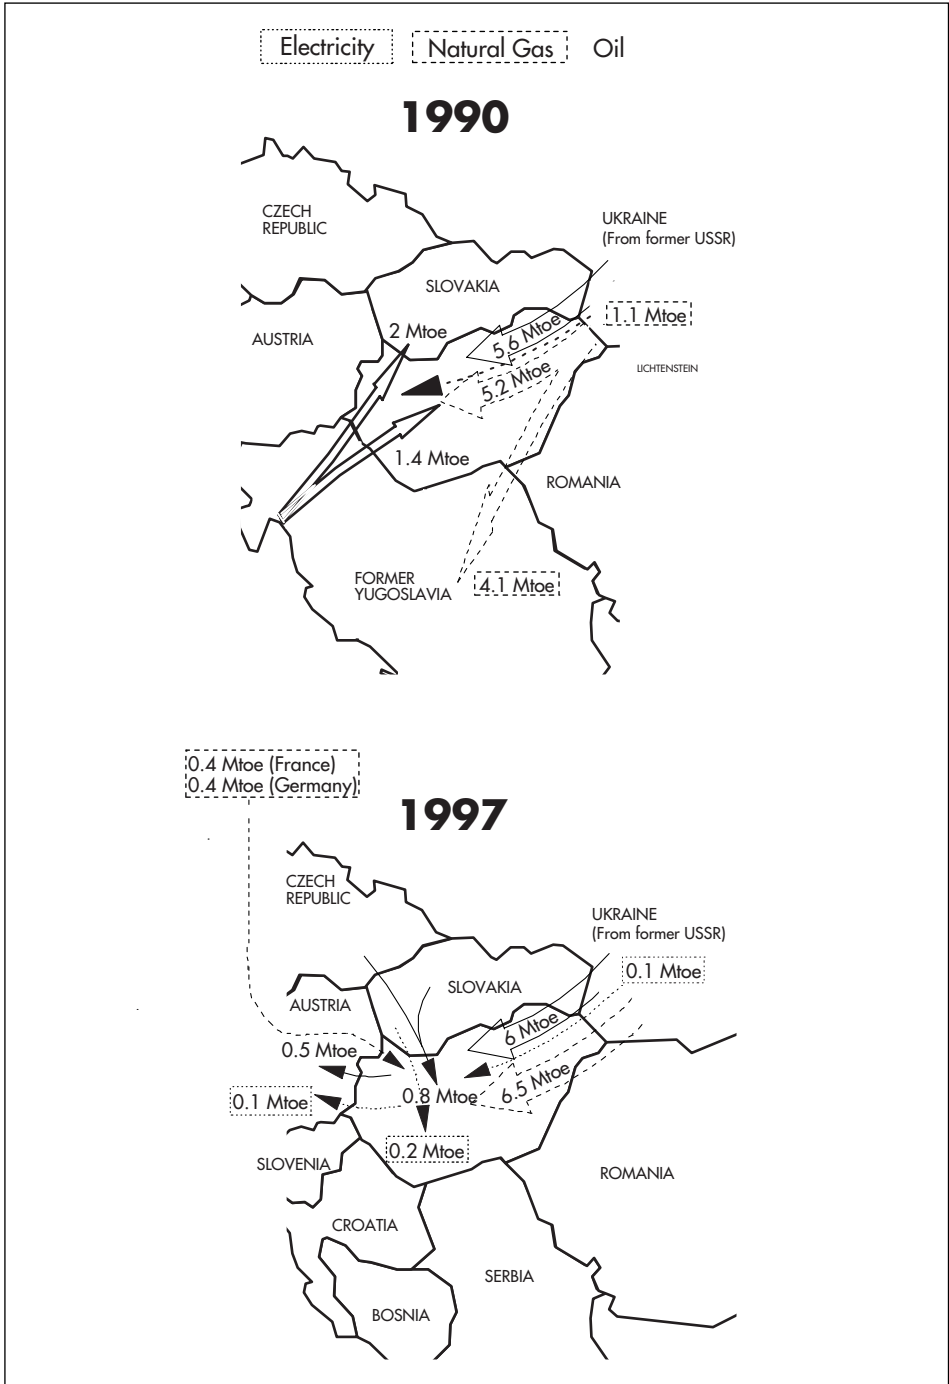 Electricity Natural Gas Oil
1990
CZECH
REPUBLIC
UKRAINE
(From former USSR)
SLOVAKIA
AUSTRIA
2 Mtoe
5.6 Mtoe
1.1 Mtoe
LICHTENSTEIN
5.2 Mtoe
1.4 Mtoe
ROMANIA
FORMER
YUGOSLAVIA
4.1 Mtoe
0.4 Mtoe (France)
0.4 Mtoe (Germany)
1997
CZECH
REPUBLIC
UKRAINE
(From former USSR)
0.1 Mtoe
SLOVAKIA
AUSTRIA
6 Mtoe
0.5 Mtoe
6.5 Mtoe
0.8 Mtoe
0.1 Mtoe
0.2 Mtoe
SLOVENIA
ROMANIA
CROATIA
SERBIA
BOSNIA